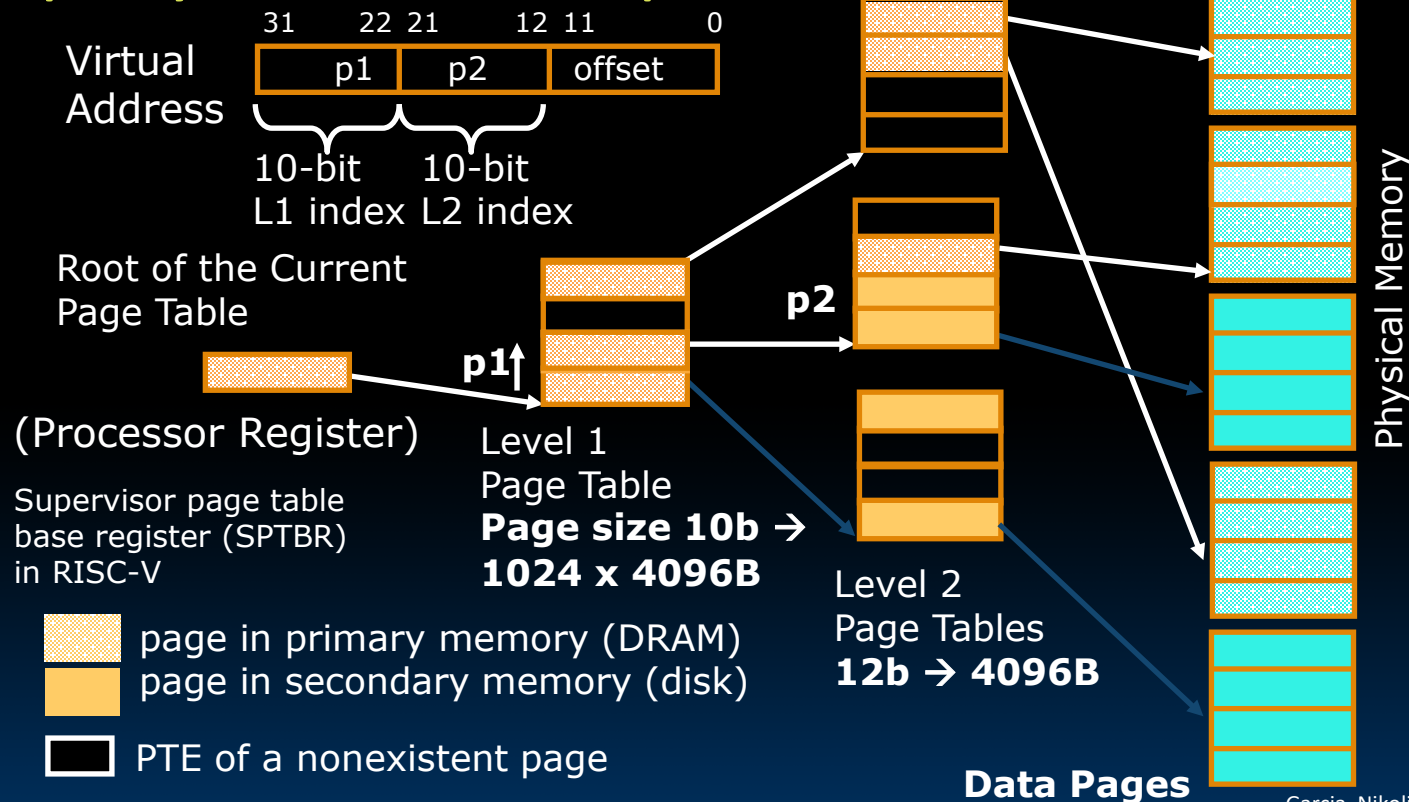 31 22 21 12 11 0
Virtual
Address
p1 p2 offset
10-bit 10-bit
L1 index L2 index
Root of the Current
Page Table
p1
p2
(Processor Register)
Supervisor page table
base register (SPTBR)
in RISC-V
Level 1
Page Table
Page size 10b →
1024 x 4096B
Level 2
Page Tables
12b → 4096B
page in primary memory (DRAM)
page in secondary memory (disk)
PTE of a nonexistent page
Data Pages
Physical Memory